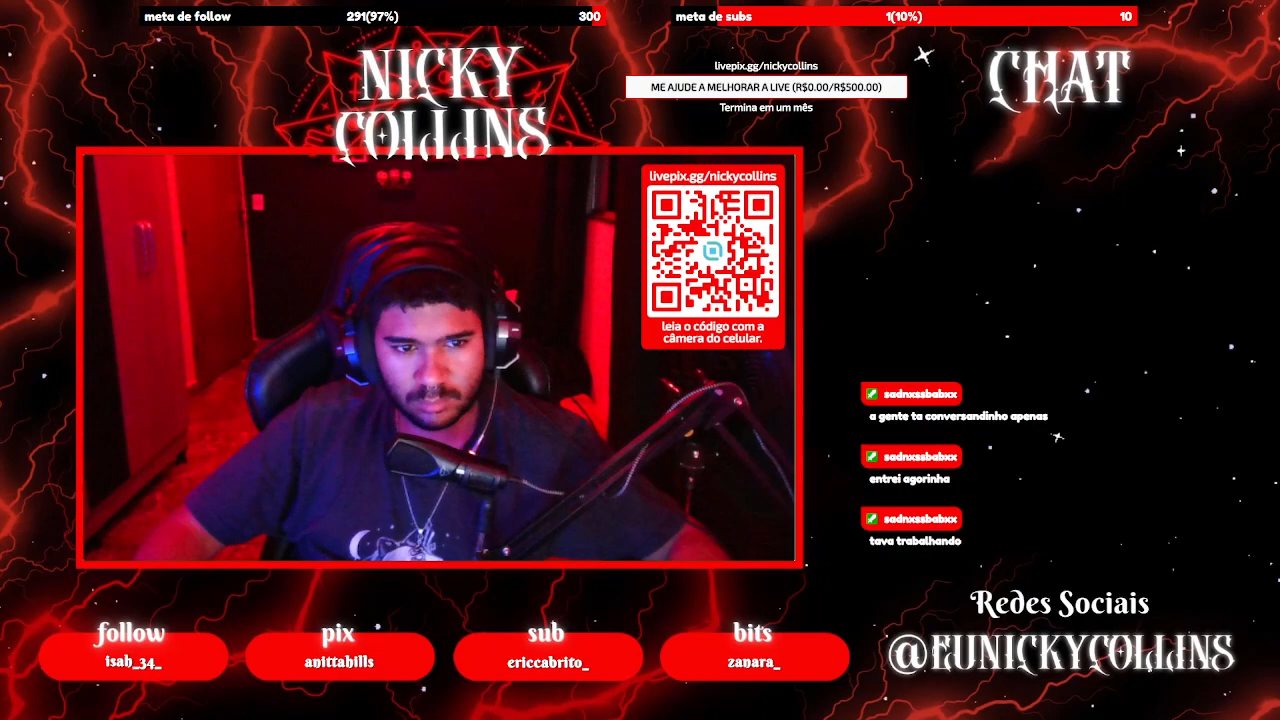 meta de follow 291(97%) 300
meta de subs 1(10%) 10
NICKY
COLLINS
livepix.gg/nickycollins
ME AJUDE A MELHORAR A LIVE (R$0.00/R$500.00)
Termina em um mês
CHAT
livepix.gg/nickycollins
leia o código com a
câmera do celular.
sadnxssbabxx
a gente ta conversandinho apenas
sadnxssbabxx
entrei agorinha
sadnxssbabxx
tava trabalhando
Redes Sociais
@EUNICKYCOLLINS
follow
isah_34_
pix
anittahills
sub
ericcabrito_
bits
zanara_